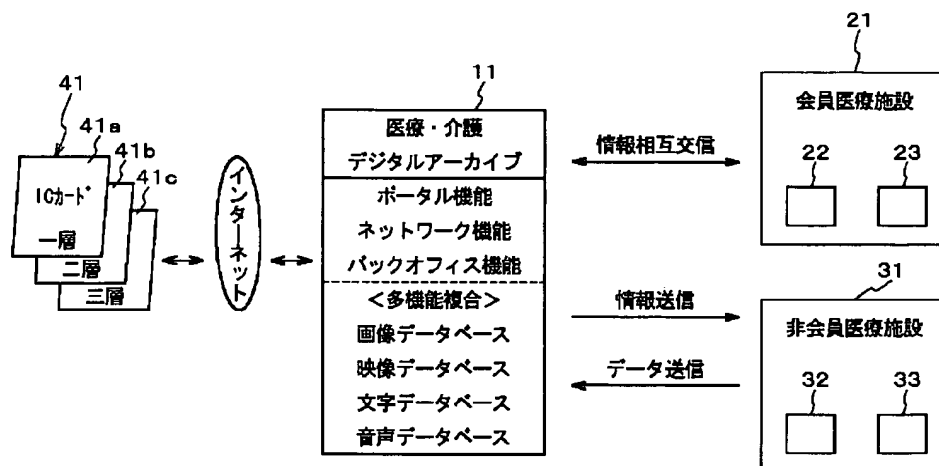 41
41a
41b
41c
ICカード
一層
二層
三層
インターネット
11
医療・介護
デジタルアーカイブ
ポータル機能
ネットワーク機能
バックオフィス機能
<多機能複合>
画像データベース
映像データベース
文字データベース
音声データベース
情報相互交信
情報送信
データ送信
21
会員医療施設
22 23
31
非会員医療施設
32 33